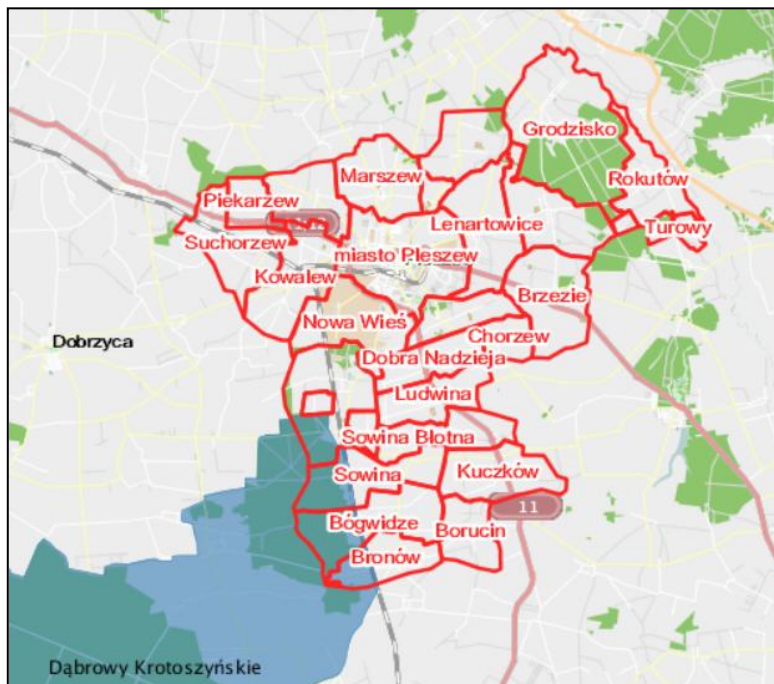 Grodzisko
Marszew
Rokutów
Piekarzew
Lenartowice
Turowy
Suchorzew
miasto Pleszew
Kowalew
Brzezie
Nowa Wieś
Chorzew
Dobrzyca
Dobra Nadzieja
Ludwina
Sowina Błotna
Sowina
Kuczków
11
Bógwidze
Borucin
Bronów
Dąbrowy Krotoszyńskie